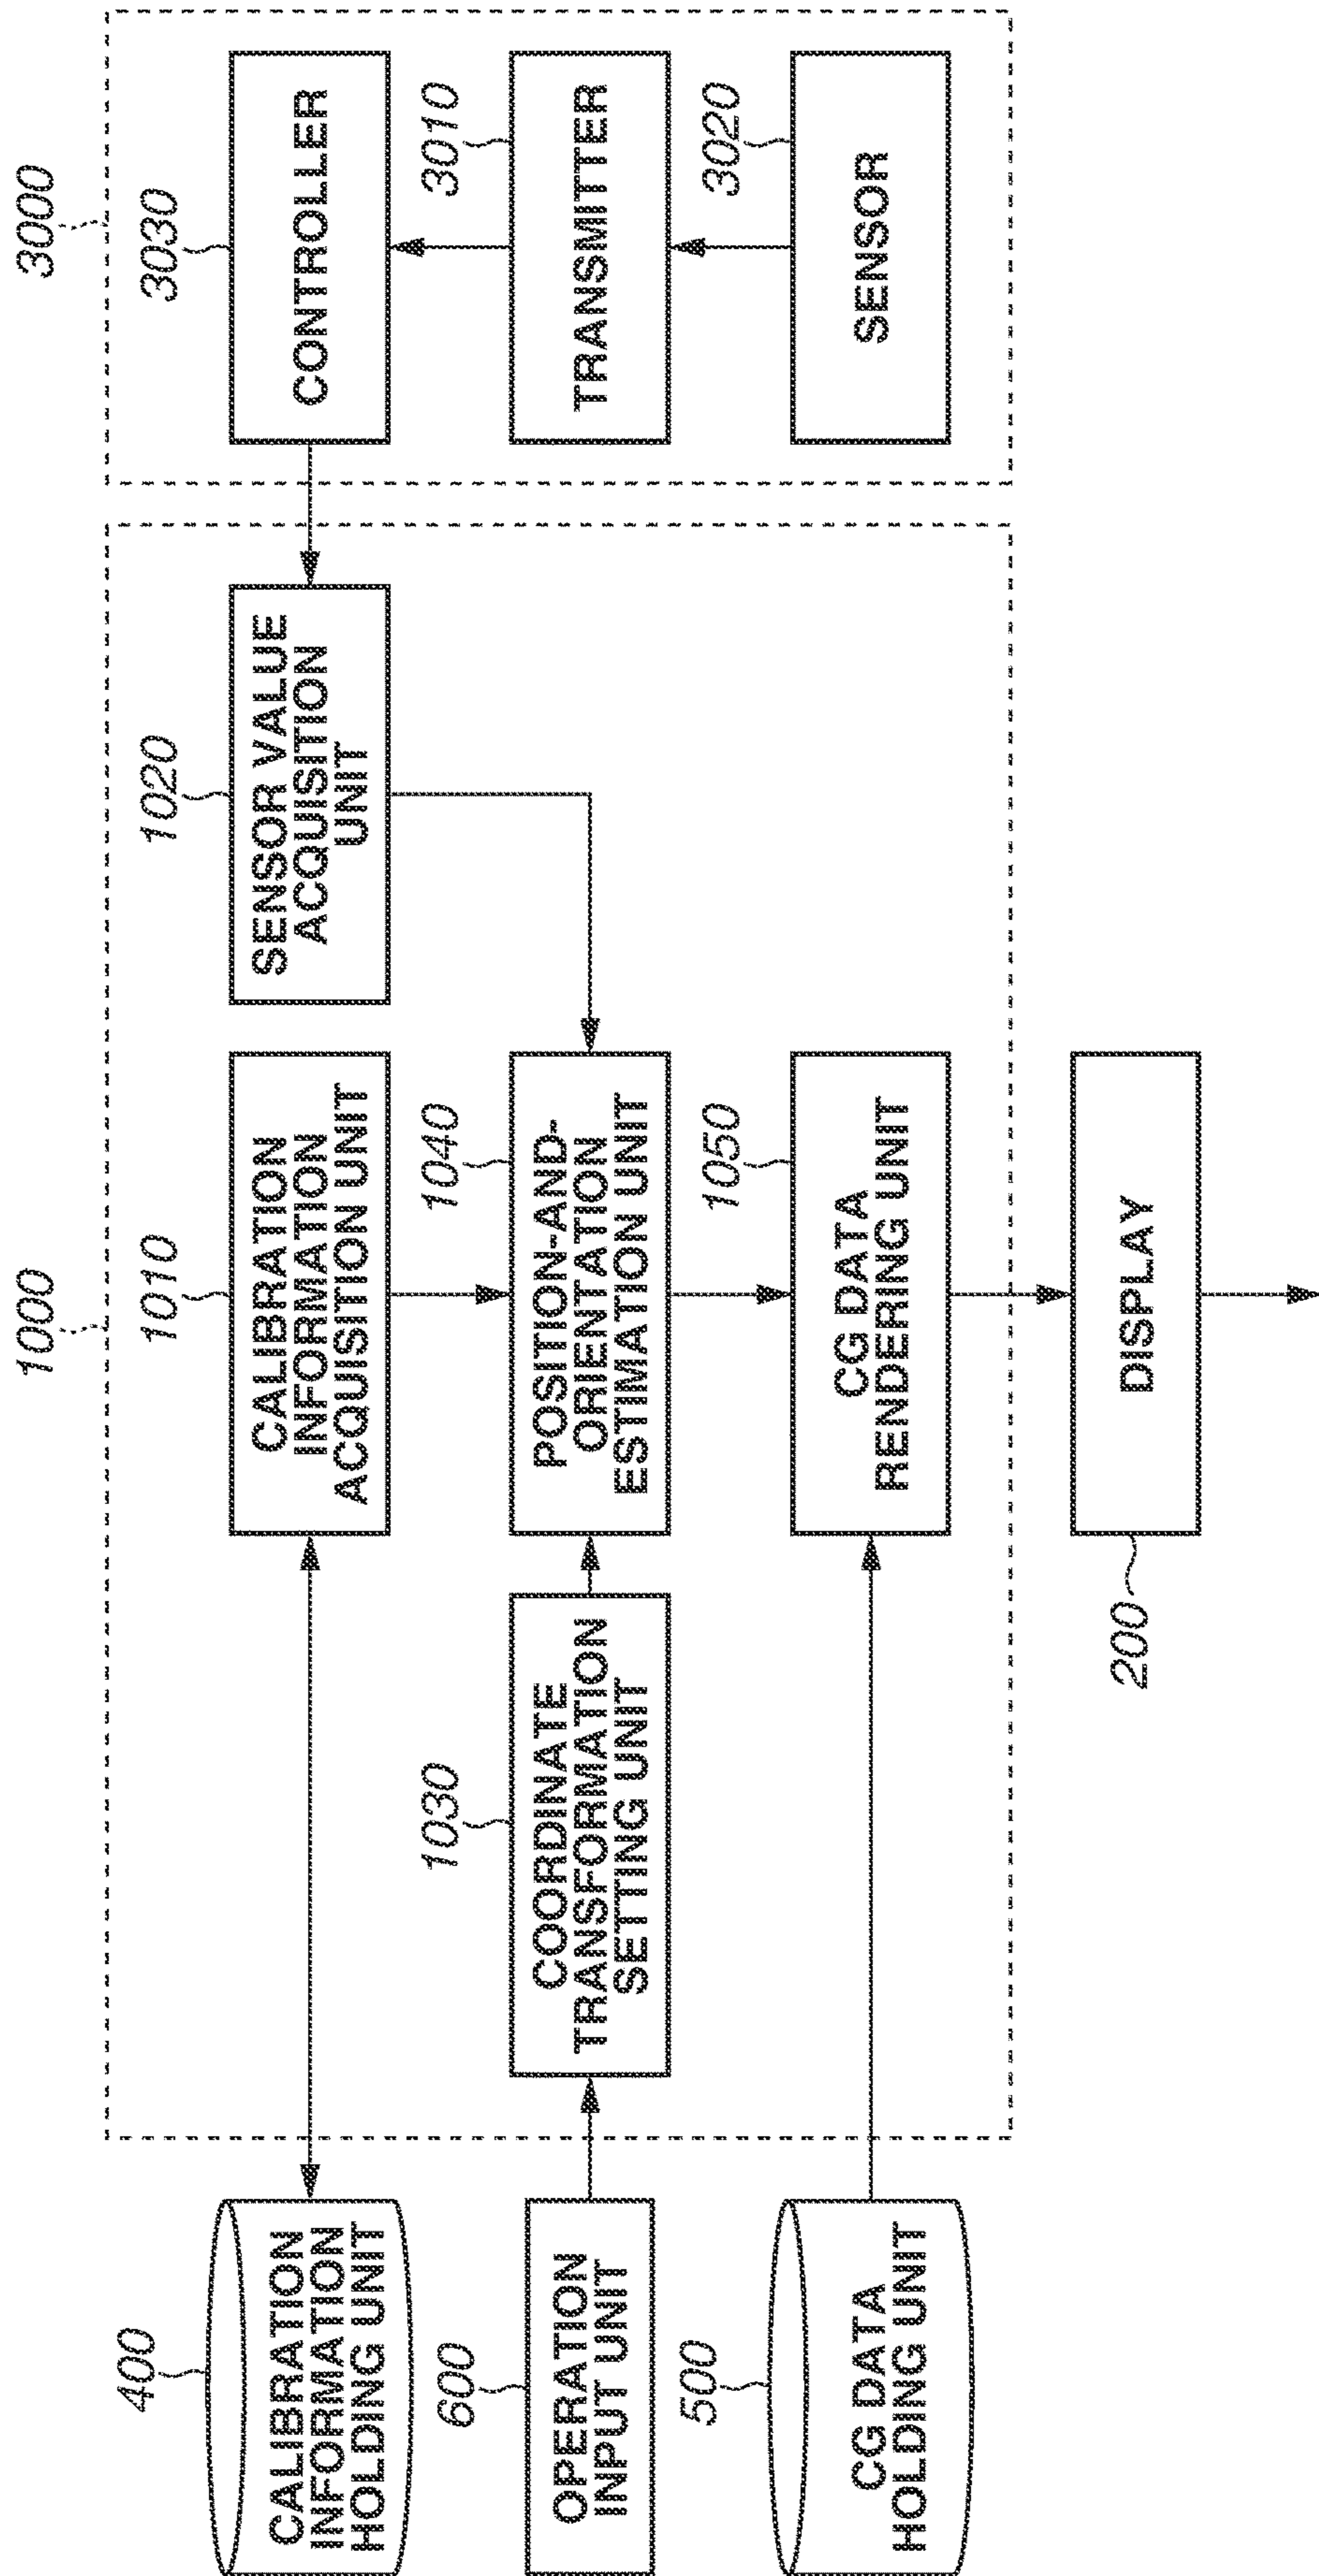 1000
3000
400
CALIBRATION
INFORMATION
HOLDING UNIT
1010
CALIBRATION
INFORMATION
ACQUISITION UNIT
1020
SENSOR VALUE
ACQUISITION
UNIT
3030
CONTROLLER
600
OPERATION
INPUT UNIT
1030
COORDINATE
TRANSFORMATION
SETTING UNIT
1040
POSITION-AND-
ORIENTATION
ESTIMATION UNIT
3010
TRANSMITTER
500
CG DATA
HOLDING UNIT
1050
CG DATA
RENDERING UNIT
3020
SENSOR
200
DISPLAY